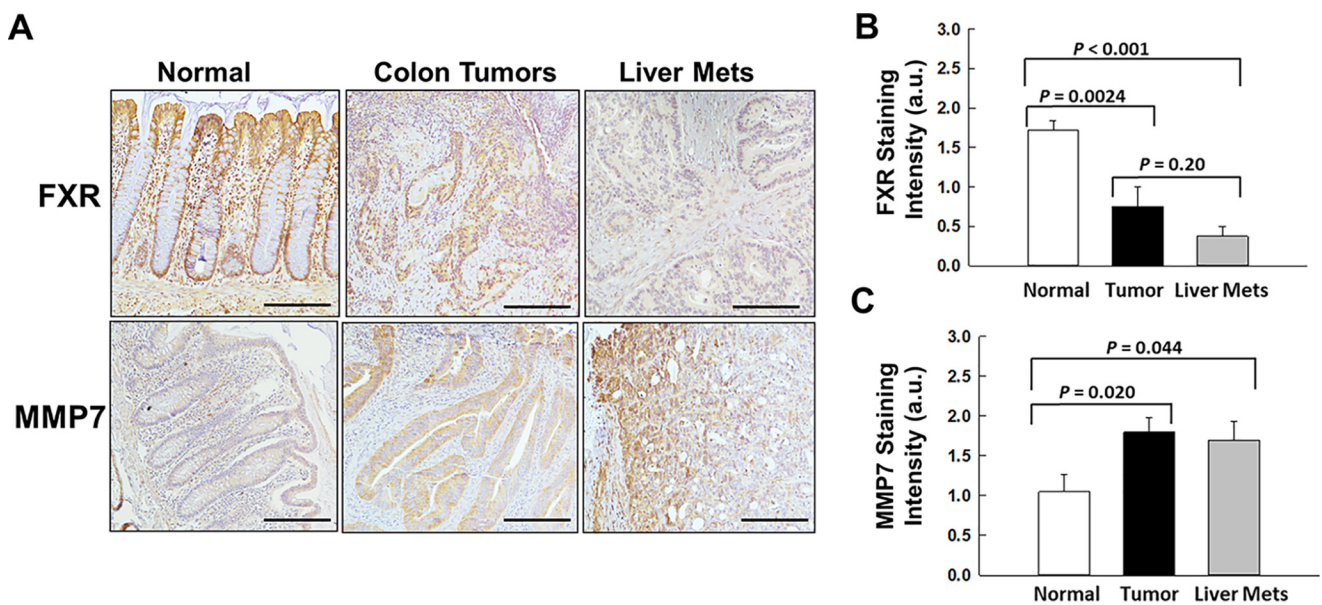 A
Normal
Colon Tumors
Liver Mets
FXR
MMP7
B
FXR Staining
Intensity (a.u.)
3.0
2.5
2.0
1.5
1.0
0.5
0.0
P < 0.001
P = 0.0024
P = 0.20
Normal
Tumor
Liver Mets
C
MMP7 Staining
Intensity (a.u.)
3.0
2.5
2.0
1.5
1.0
0.5
0.0
P = 0.044
P = 0.020
Normal
Tumor
Liver Mets